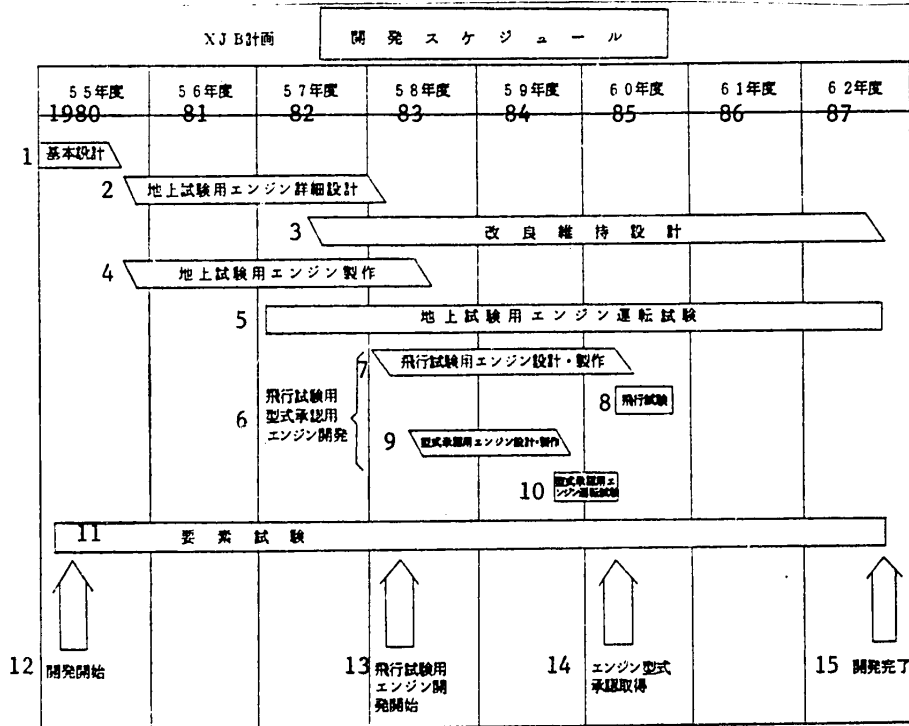 XJB計画
開発スケジュール
55年度 56年度 57年度 58年度 59年度 60年度 61年度 62年度
1980 81 82 83 84 85 86 87
1 基本設計
2 地上試験用エンジン詳細設計
3 改良維持設計
4 地上試験用エンジン製作
5 地上試験用エンジン運転試験
7 飛行試験用エンジン設計・製作
8 飛行試験
6 飛行試験用
型式承認用
エンジン開発
9 型式承認用エンジン設計・製作
10 型式承認用エ
ンジン運転試験
11 要素試験
12 開発開始
13 飛行試験用
エンジン開
発開始
14 エンジン型式
承認取得
15 開発完了